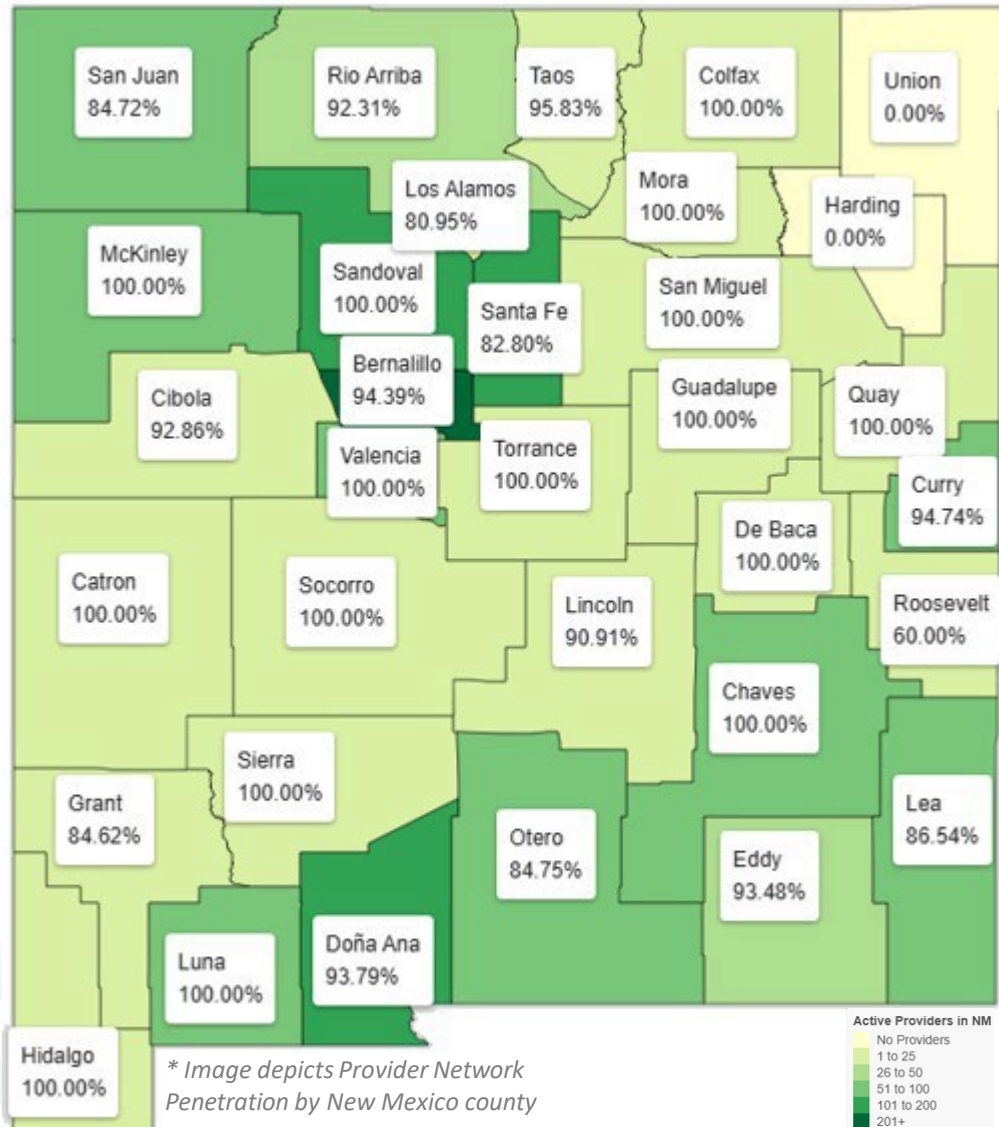 San Juan
84.72%
Rio Arriba
92.31%
Taos
95.83%
Colfax
100.00%
Union
0.00%
Los Alamos
80.95%
Mora
100.00%
Harding
0.00%
McKinley
100.00%
Sandoval
100.00%
Santa Fe
82.80%
San Miguel
100.00%
Bernalillo
94.39%
Cibola
92.86%
Guadalupe
100.00%
Quay
100.00%
Valencia
100.00%
Torrance
100.00%
Curry
94.74%
De Baca
100.00%
Catron
100.00%
Socorro
100.00%
Lincoln
90.91%
Roosevelt
60.00%
Chaves
100.00%
Sierra
100.00%
Grant
84.62%
Otero
84.75%
Eddy
93.48%
Lea
86.54%
Luna
100.00%
Doña Ana
93.79%
Hidalgo
100.00%
* Image depicts Provider Network
Penetration by New Mexico county
Active Providers in NM
No Providers
1 to 25
26 to 50
51 to 100
101 to 200
201+